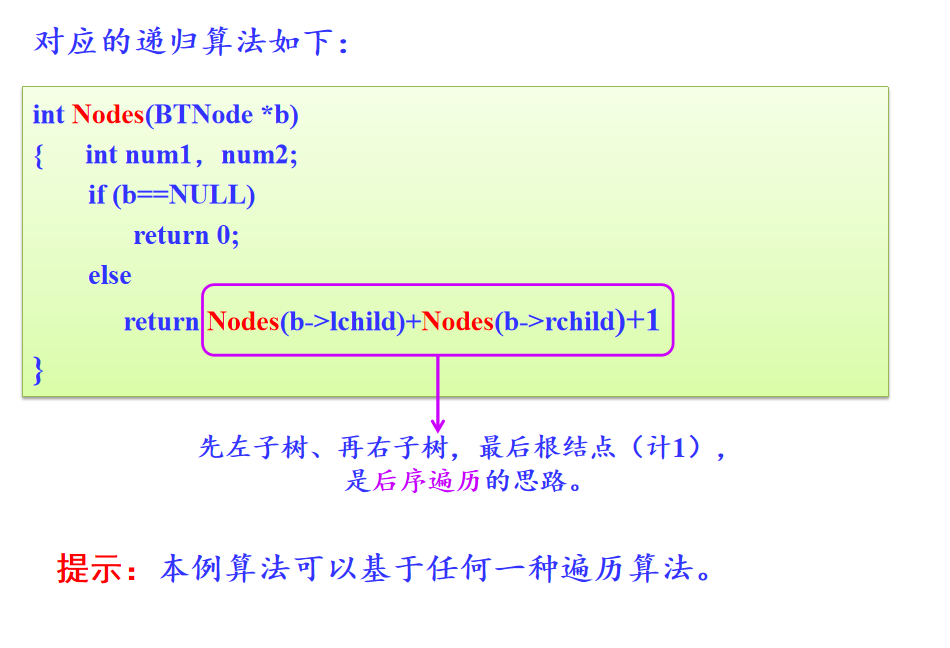 对应的递归算法如下：
int Nodes(BTNode *b)
{ int num1，num2;
if (b==NULL)
return 0;
else
return Nodes(b->lchild)+Nodes(b->rchild)+1
}
先左子树、再右子树，最后根结点（计1），
是后序遍历的思路。
提示：本例算法可以基于任何一种遍历算法。